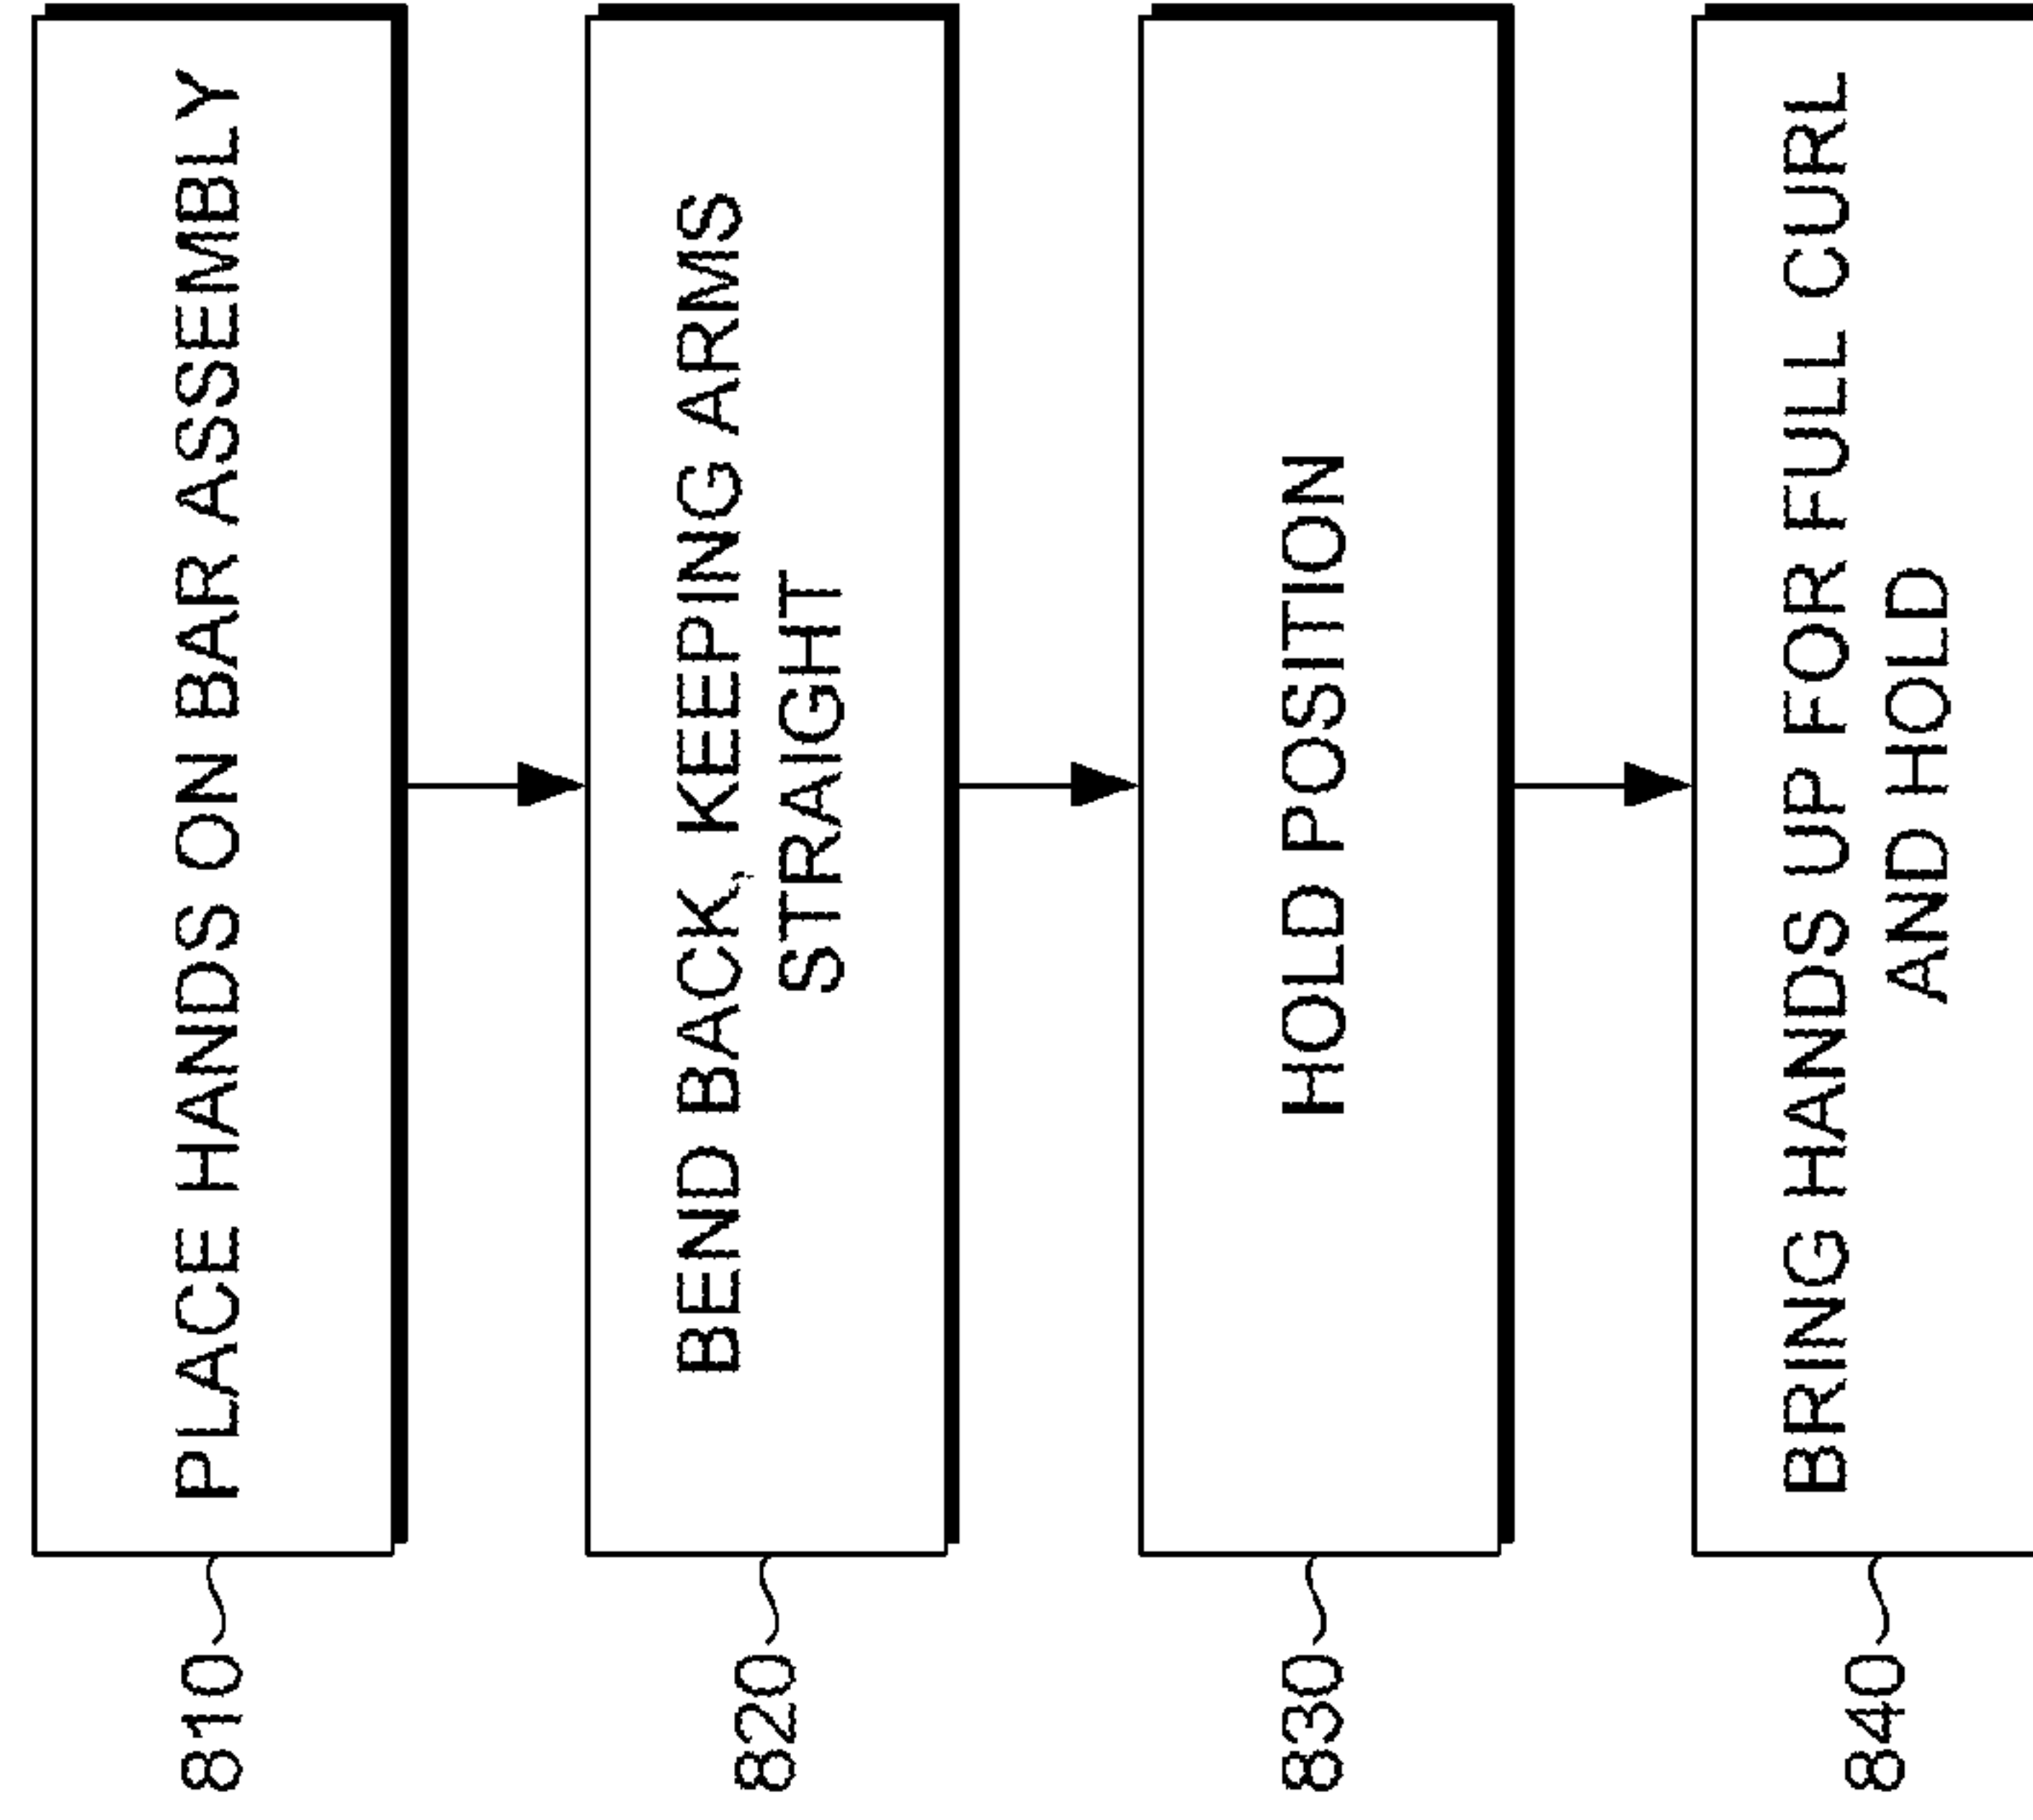 810
PLACE HANDS ON BAR ASSEMBLY
820
BEND BACK, KEEPING ARMS
STRAIGHT
830
HOLD POSITION
840
BRING HANDS UP FOR FULL CURL
AND HOLD